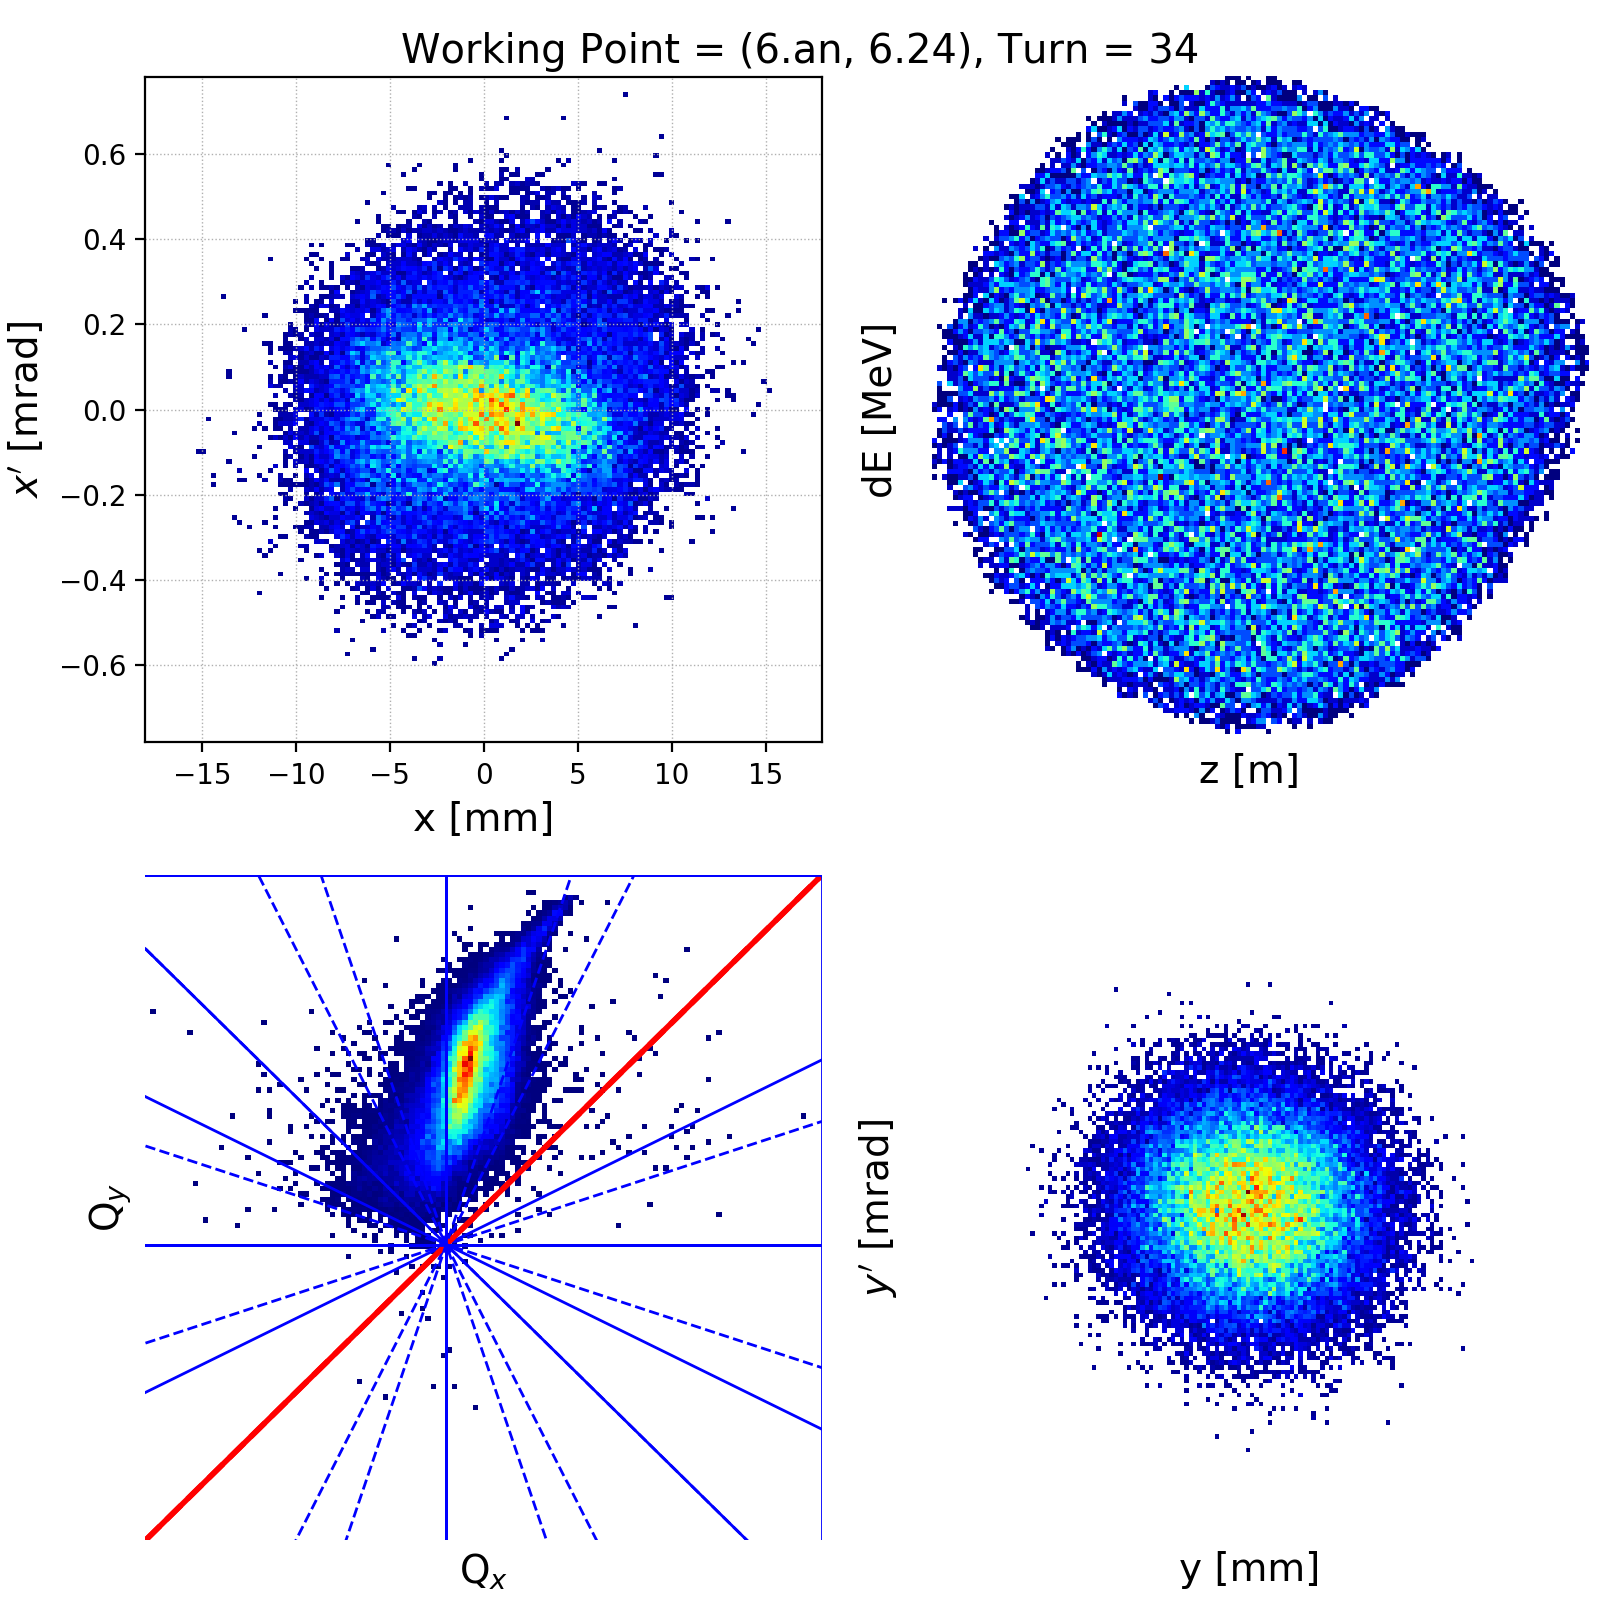 Working Point = (6.an, 6.24), Turn = 34
x′ [mrad]
0.6
0.4
0.2
0.0
−0.2
−0.4
−0.6
−15
−10
−5
0
5
10
15
x [mm]
dE [MeV]
z [m]
Qy
Qx
y′ [mrad]
y [mm]